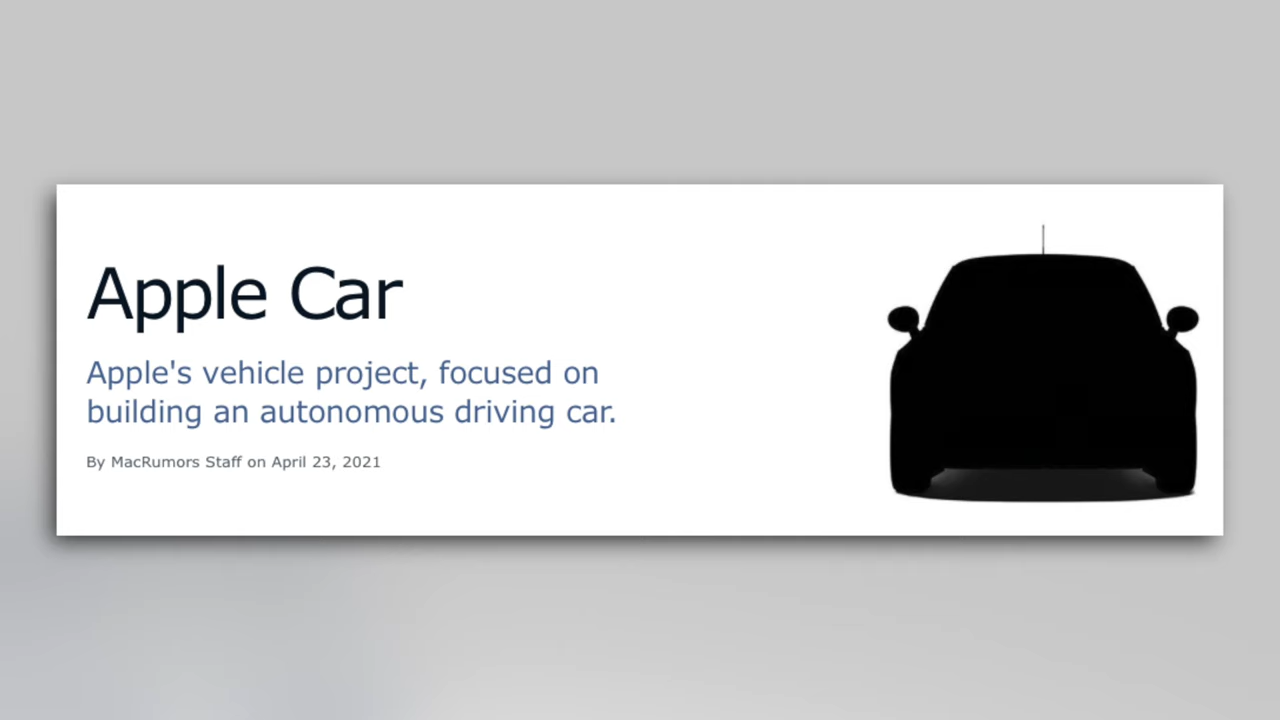 Apple Car
Apple's vehicle project, focused on
building an autonomous driving car.
By MacRumors Staff on April 23, 2021